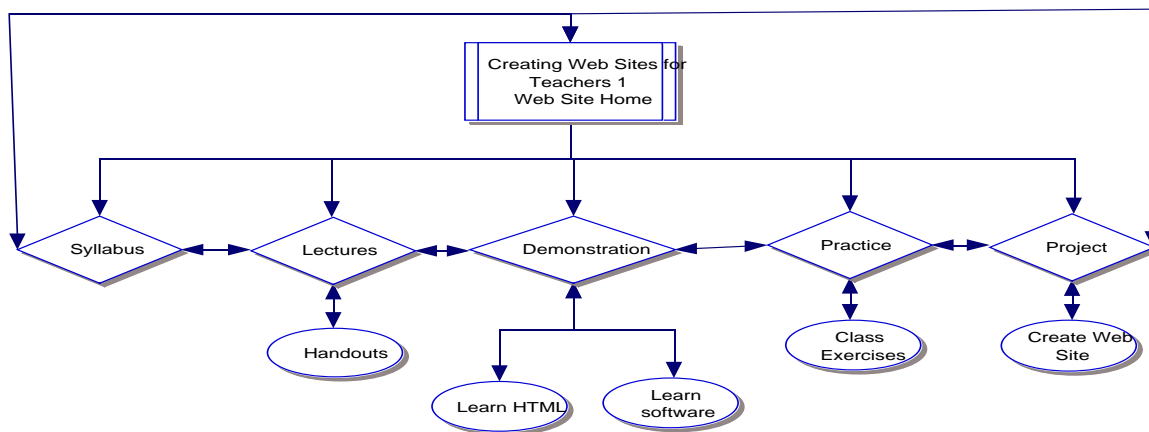 Creating Web Sites for
Teachers 1
Web Site Home
Syllabus
Lectures
Demonstration
Practice
Project
Handouts
Class
Exercises
Create Web
Site
Learn HTML
Learn
software